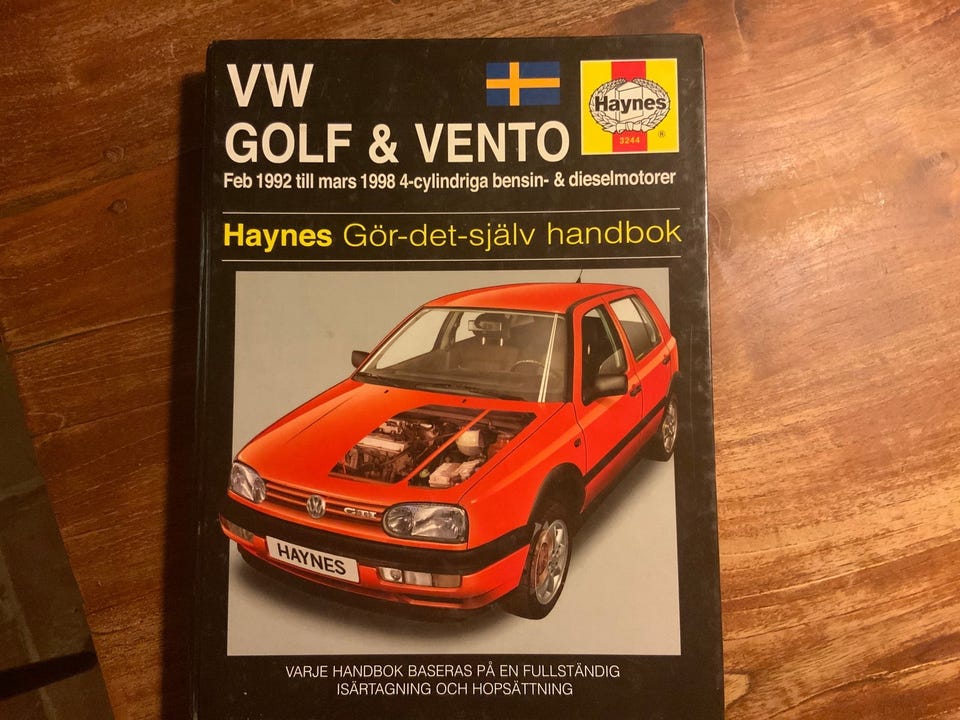 VW
GOLF & VENTO
Haynes
®
3244
Feb 1992 till mars 1998 4-cylindriga bensin- & dieselmotorer
Haynes Gör-det-själv handbok
GTI
HAYNES
VARJE HANDBOK BASERAS PÅ EN FULLSTÄNDIG
ISÄRTAGNING OCH HOPSÄTTNING